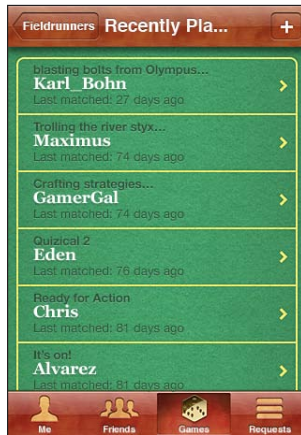 Fieldrunners
Recently Pla...
+
blasting bolts from Olympus...
Karl_Bohn
Last matched: 27 days ago
Trolling the river styx...
Maximus
Last matched: 74 days ago
Crafting strategies...
GamerGal
Last matched: 74 days ago
Quizical 2
Eden
Last matched: 76 days ago
Ready for Action
Chris
Last matched: 81 days ago
It's on!
Alvarez
Last matched: 81 days ago
Me
Friends
Games
Requests